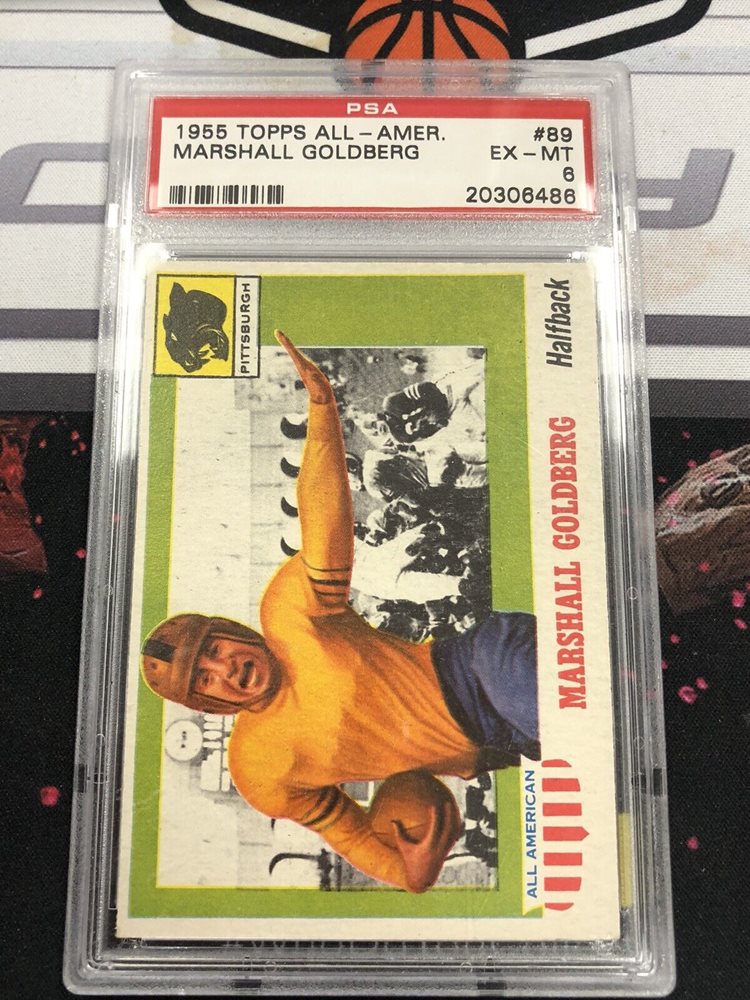 PSA
1955 TOPPS ALL-AMER. #89
MARSHALL GOLDBERG EX-MT
6
20306486
PITTSBURGH
Halfback
MARSHALL GOLDBERG
ALL AMERICAN